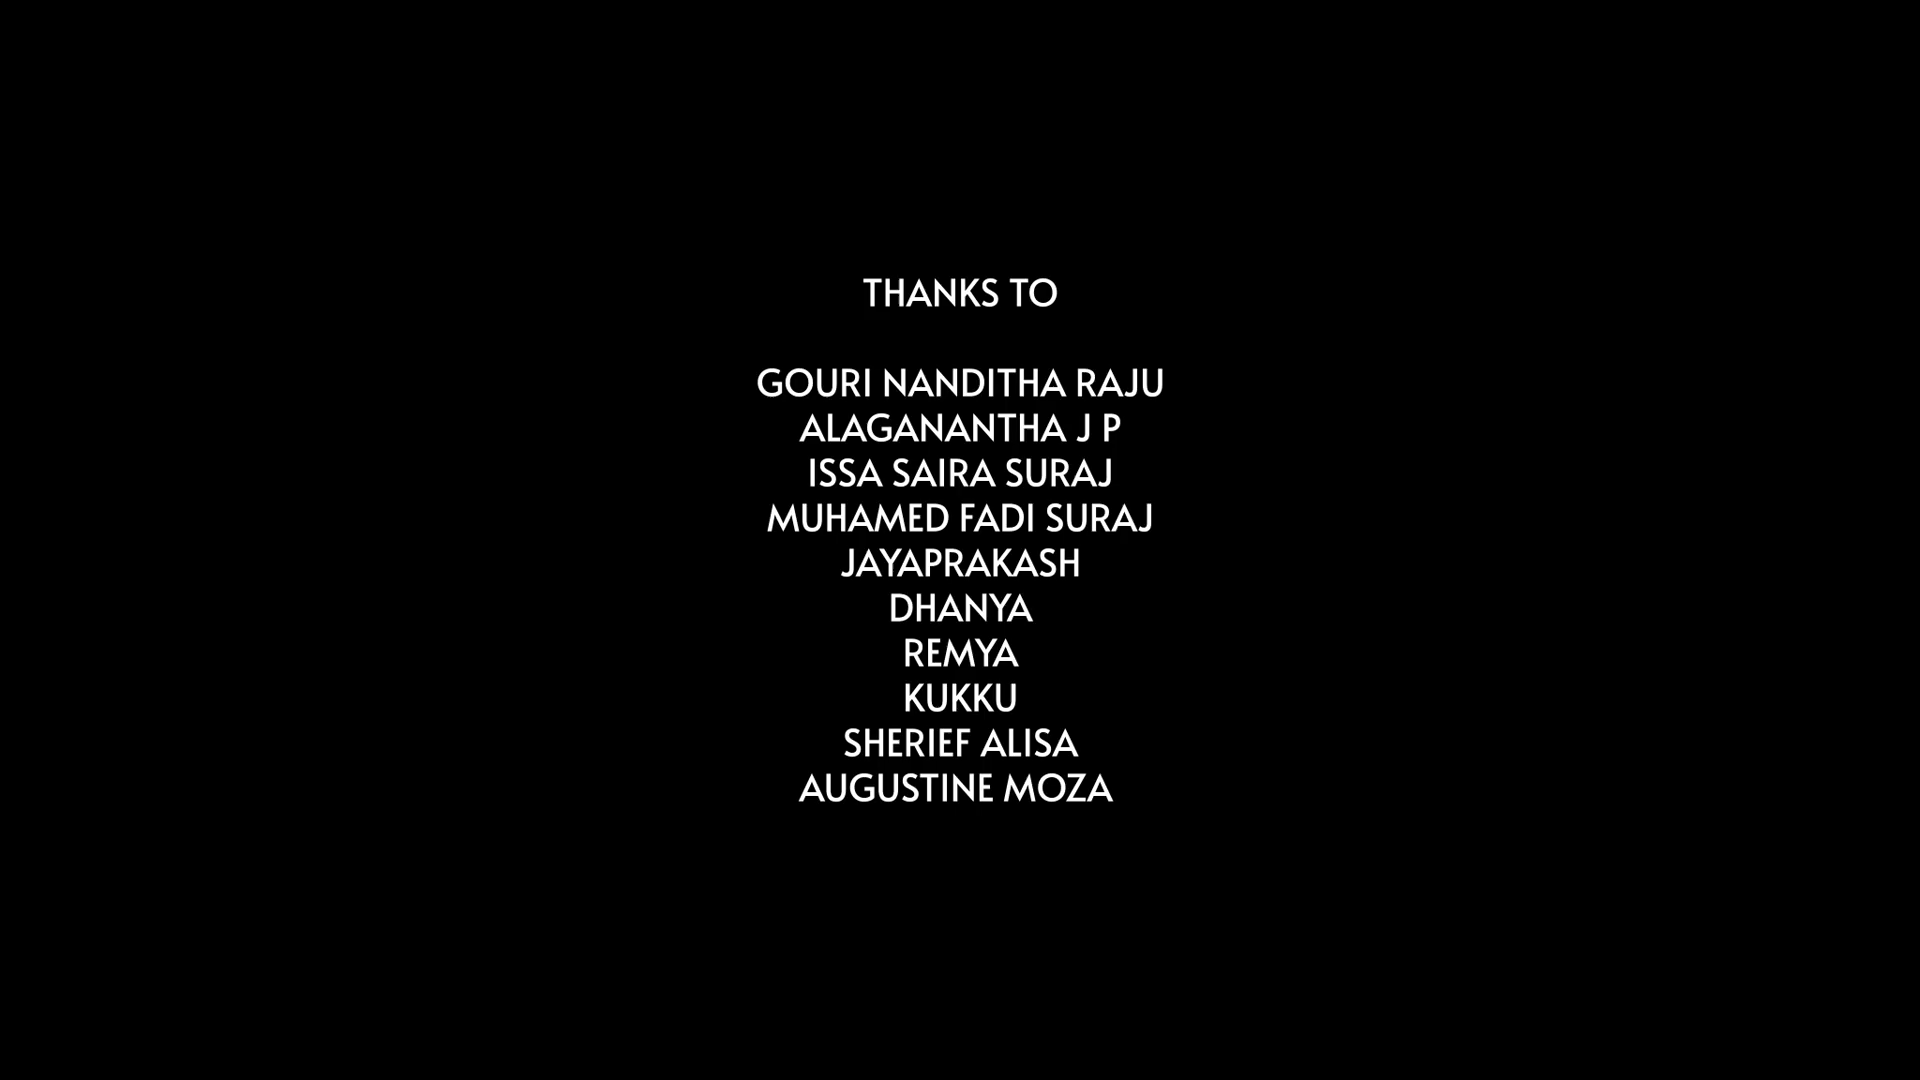 THANKS TO
GOURI NANDITHA RAJU
ALAGANANTHA J P
ISSA SAIRA SURAJ
MUHAMED FADI SURAJ
JAYAPRAKASH
DHANYA
REMYA
KUKKU
SHERIEF ALISA
AUGUSTINE MOZA